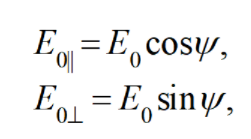 E₀∥ = E₀ cosψ,
E₀⊥ = E₀ sinψ,